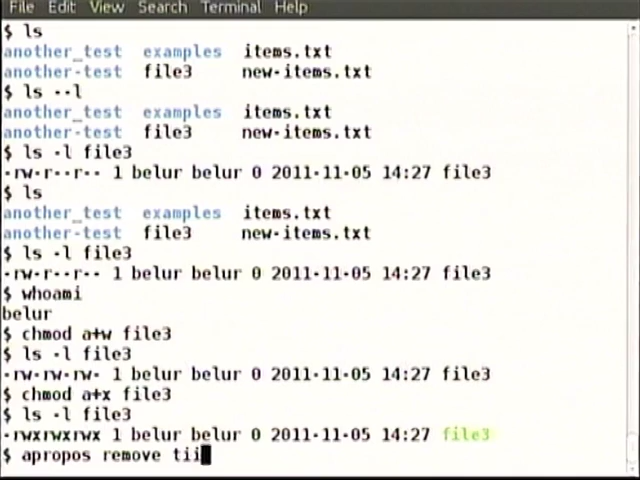 File Edit View Search Terminal Help
$ ls
another_test examples items.txt
another-test file3 new-items.txt
$ ls --l
another_test examples items.txt
another-test file3 new-items.txt
$ ls -l file3
-rw-r--r-- 1 belur belur 0 2011-11-05 14:27 file3
$ ls
another_test examples items.txt
another-test file3 new-items.txt
$ ls -l file3
-rw-r--r-- 1 belur belur 0 2011-11-05 14:27 file3
$ whoami
belur
$ chmod a+w file3
$ ls -l file3
-rw-rw-rw- 1 belur belur 0 2011-11-05 14:27 file3
$ chmod a+x file3
$ ls -l file3
-rwxrwxrwx 1 belur belur 0 2011-11-05 14:27 file3
$ apropos remove tii